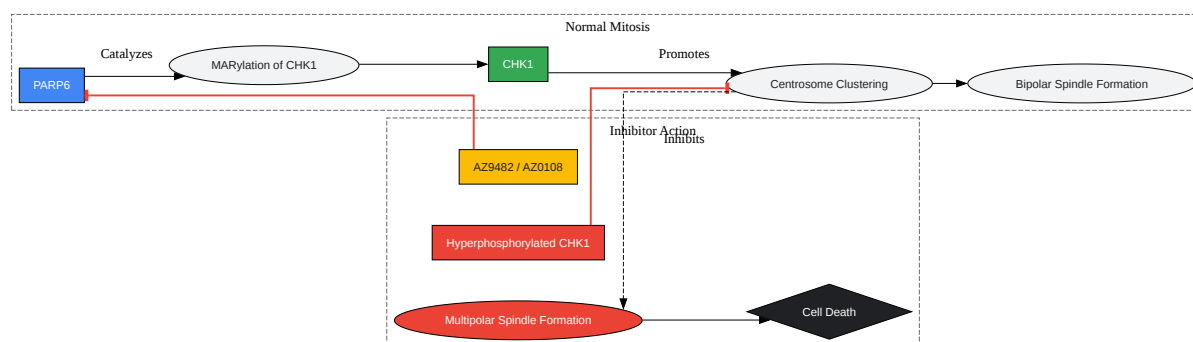 Normal Mitosis
Catalyzes
Promotes
PARP6
MARylation of CHK1
CHK1
Centrosome Clustering
Bipolar Spindle Formation
Inhibitor Action
Inhibits
AZ9482 / AZ0108
Hyperphosphorylated CHK1
Multipolar Spindle Formation
Cell Death